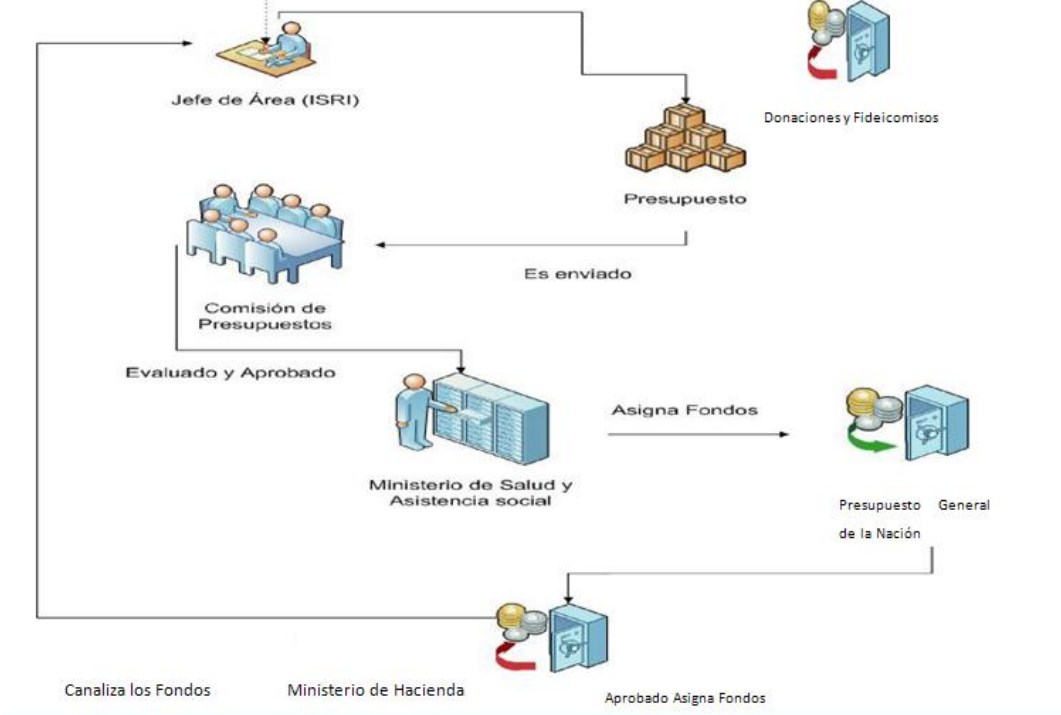 Jefe de Área (ISRI)
Donaciones y Fideicomisos
Presupuesto
Es enviado
Comisión de
Presupuestos
Evaluado y Aprobado
Asigna Fondos
Ministerio de Salud y
Asistencia social
Presupuesto General
de la Nación
Canaliza los Fondos
Ministerio de Hacienda
Aprobado Asigna Fondos